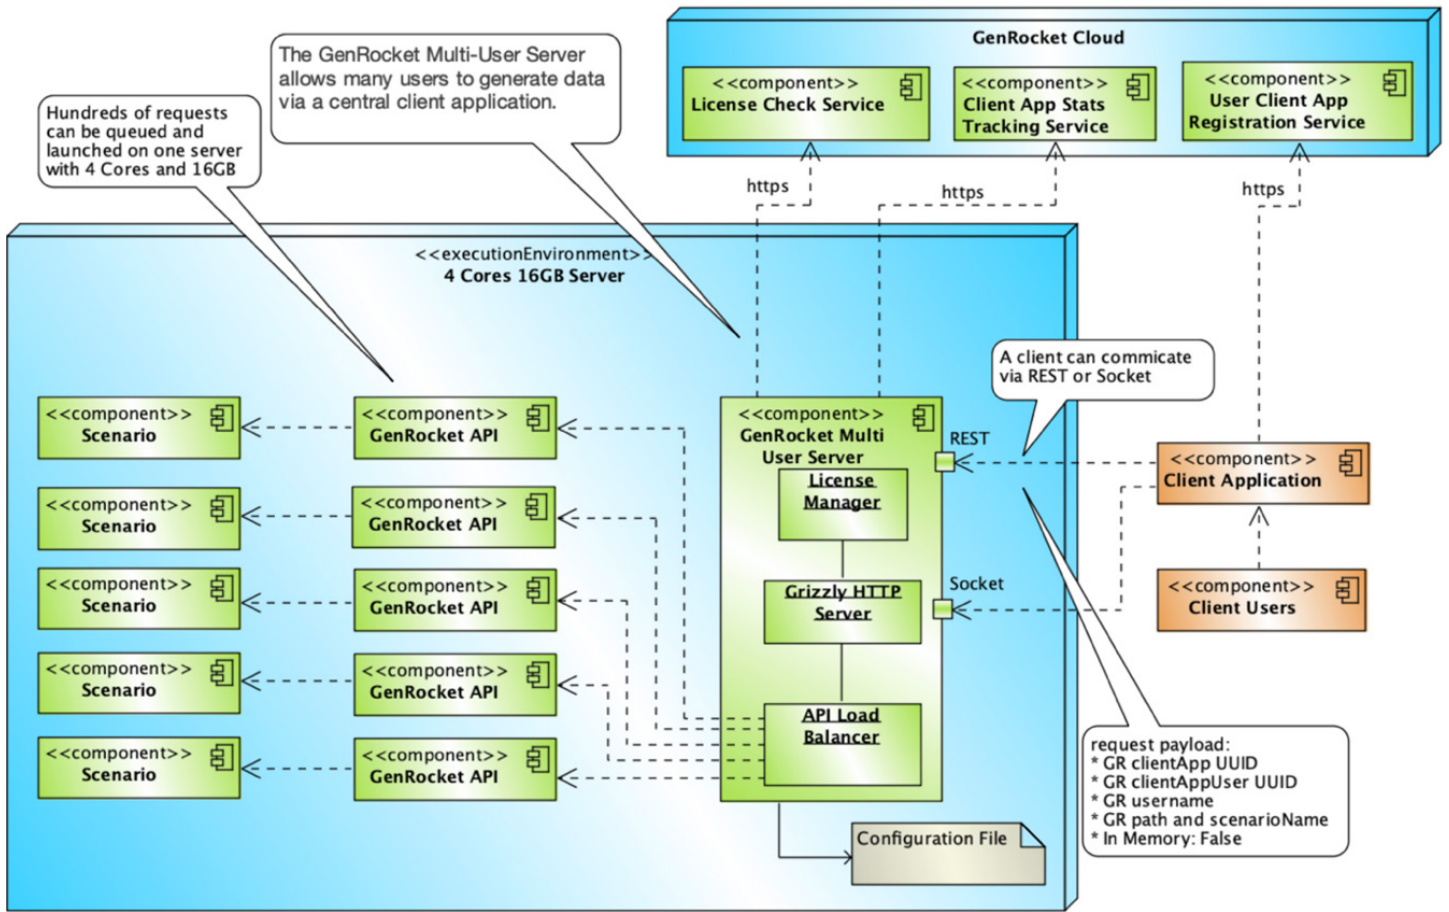 GenRocket Cloud
<<component>>
License Check Service
<<component>>
Client App Stats
Tracking Service
<<component>>
User Client App
Registration Service
The GenRocket Multi-User Server
allows many users to generate data
via a central client application.
Hundreds of requests
can be queued and
launched on one server
with 4 Cores and 16GB
https
https
https
<<executionEnvironment>>
4 Cores 16GB Server
A client can commicate
via REST or Socket
<<component>>
Scenario
<<component>>
GenRocket API
<<component>>
Scenario
<<component>>
GenRocket API
<<component>>
Scenario
<<component>>
GenRocket API
<<component>>
Scenario
<<component>>
GenRocket API
<<component>>
Scenario
<<component>>
GenRocket API
<<component>>
GenRocket Multi
User Server
License
Manager
Grizzly HTTP
Server
API Load
Balancer
REST
Socket
<<component>>
Client Application
<<component>>
Client Users
request payload:
* GR clientApp UUID
* GR clientAppUser UUID
* GR username
* GR path and scenarioName
* In Memory: False
Configuration File